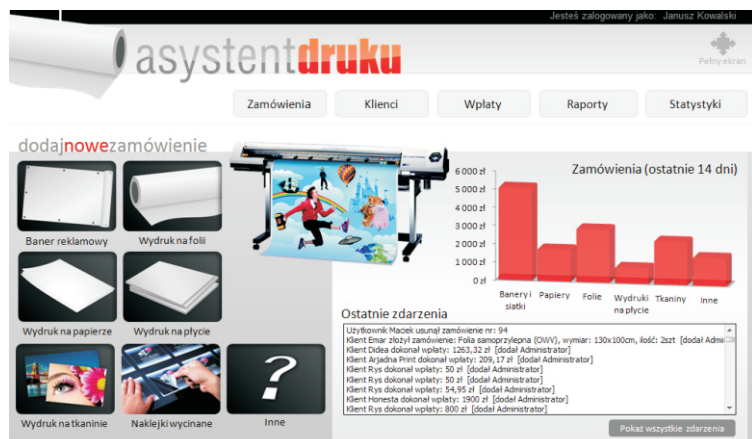 Jesteś zalogowany jako: Janusz Kowalski
asystentdruku
Pełny ekran
Zamówienia Klienci Wpłaty Raporty Statystyki
dodajnowezamówienie
Baner reklamowy
Wydruk na folii
Wydruk na papierze
Wydruk na płycie
Wydruk na tkaninie
Naklejki wycinane
?
Inne
Zamówienia (ostatnie 14 dni)
6 000 zł
5 000 zł
4 000 zł
3 000 zł
2 000 zł
1 000 zł
0 zł
Banery i siatki
Papiery
Folie
Wydruki na płycie
Tkaniny
Inne
Ostatnie zdarzenia
Użytkownik Maciek usunął zamówienie nr: 94
Klient Emar złożył zamówienie: Folia samoprzylepna (OWV), wymiar: 130x100cm, ilość: 2szt [dodał Admi
Klient Didea dokonał wpłaty: 1263,32 zł [dodał Administrator]
Klient Arjadna Print dokonał wpłaty: 209,17 zł [dodał Administrator]
Klient Rys dokonał wpłaty: 50 zł [dodał Administrator]
Klient Rys dokonał wpłaty: 50 zł [dodał Administrator]
Klient Rys dokonał wpłaty: 54,95 zł [dodał Administrator]
Klient Honesta dokonał wpłaty: 1900 zł [dodał Administrator]
Klient Rys dokonał wpłaty: 800 zł [dodał Administrator]
Pokaż wszystkie zdarzenia